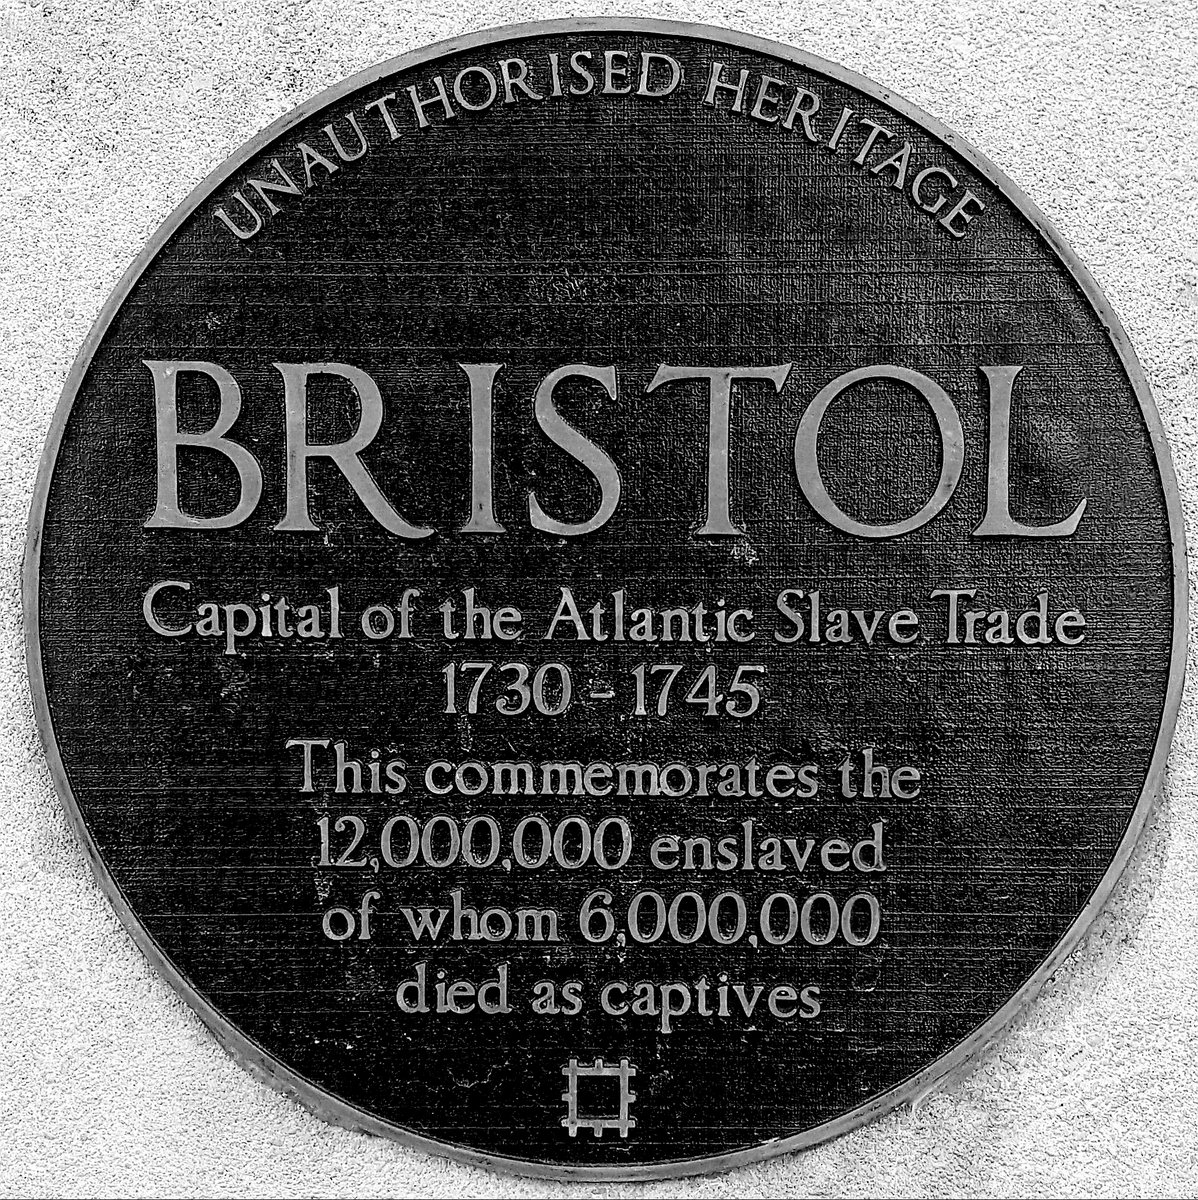 UNAUTHORISED HERITAGE
BRISTOL
Capital of the Atlantic Slave Trade
1730 - 1745
This commemorates the
12,000,000 enslaved
of whom 6,000,000
died as captives